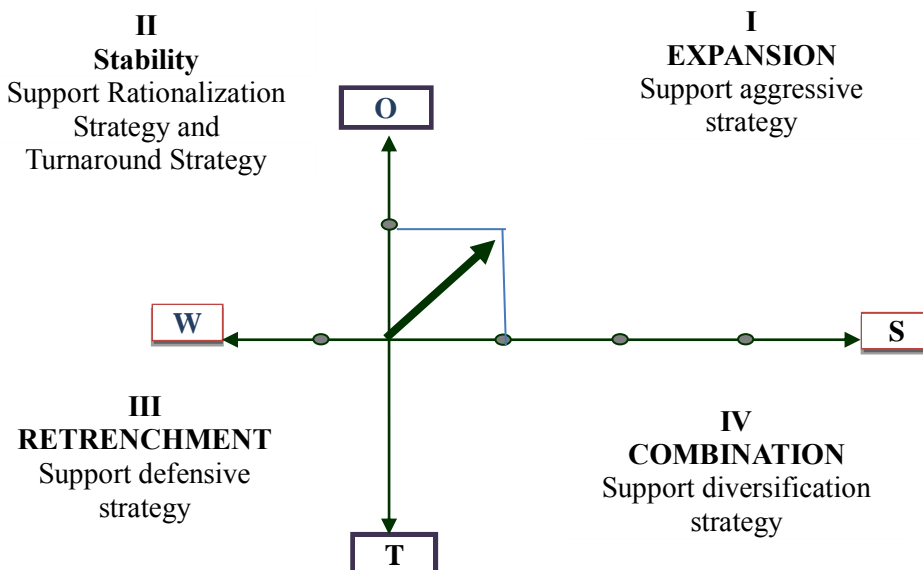 II
Stability
Support Rationalization
Strategy and
Turnaround Strategy
I
EXPANSION
Support aggressive
strategy
O
W
S
III
RETRENCHMENT
Support defensive
strategy
IV
COMBINATION
Support diversification
strategy
T